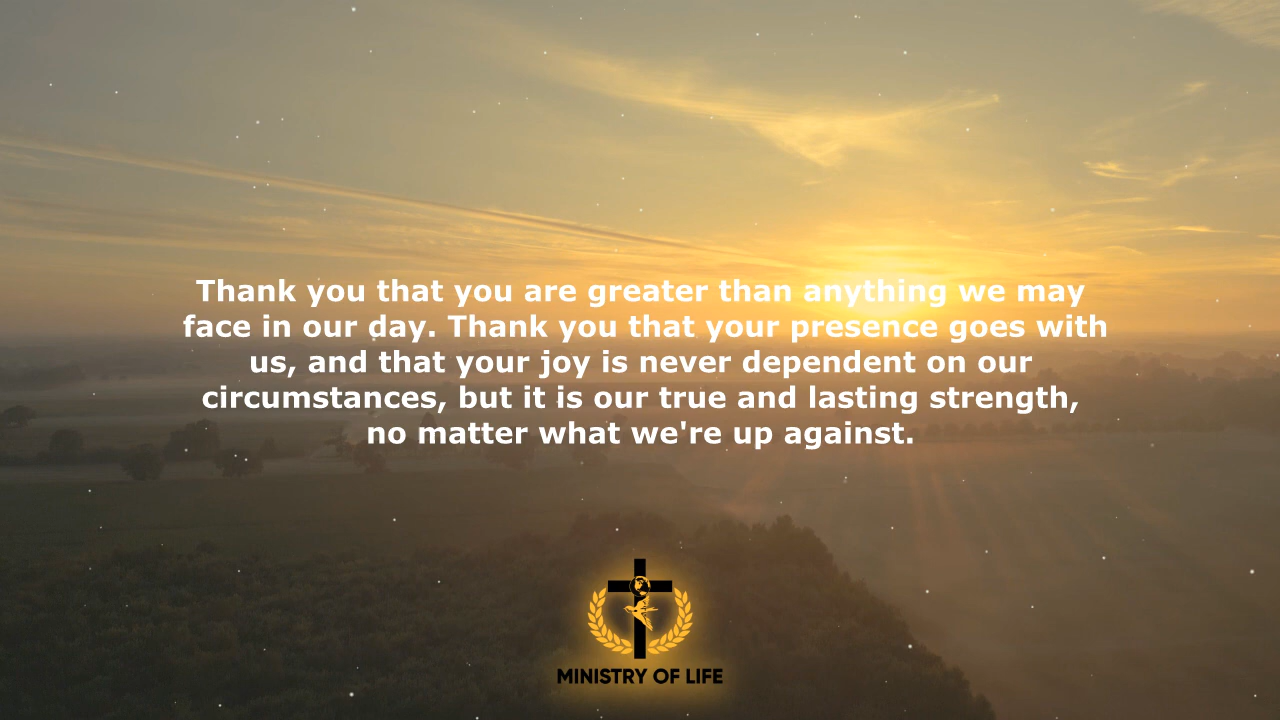 Thank you that you are greater than anything we may
face in our day. Thank you that your presence goes with
us, and that your joy is never dependent on our
circumstances, but it is our true and lasting strength,
no matter what we're up against.
MINISTRY OF LIFE